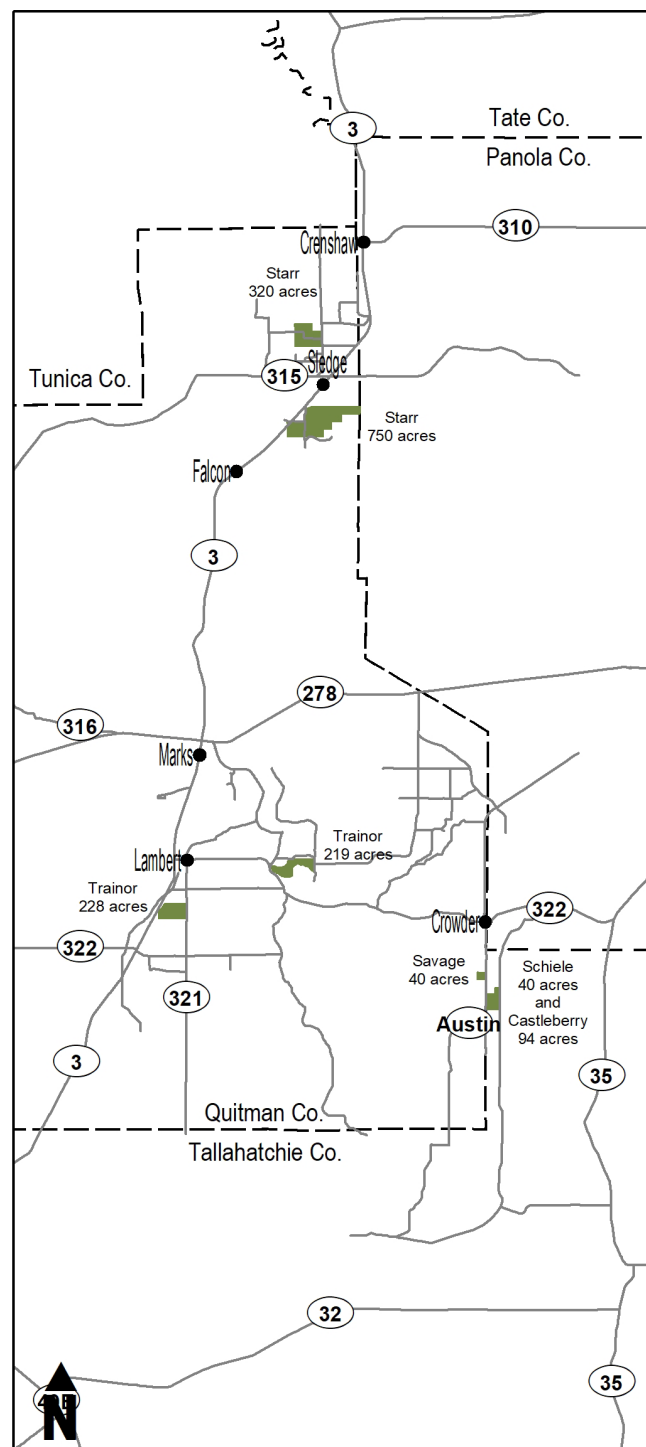 3
Tate Co.
Panola Co.
310
Crenshaw
Starr
320 acres
Sledge
315
Tunica Co.
Starr
750 acres
Falcon
3
278
316
Marks
Trainor
219 acres
Lambert
Trainor
228 acres
322
Crowder
322
Savage
40 acres
Schiele
40 acres
and
Castleberry
94 acres
321
Austin
3
35
Quitman Co.
Tallahatchie Co.
32
35
N